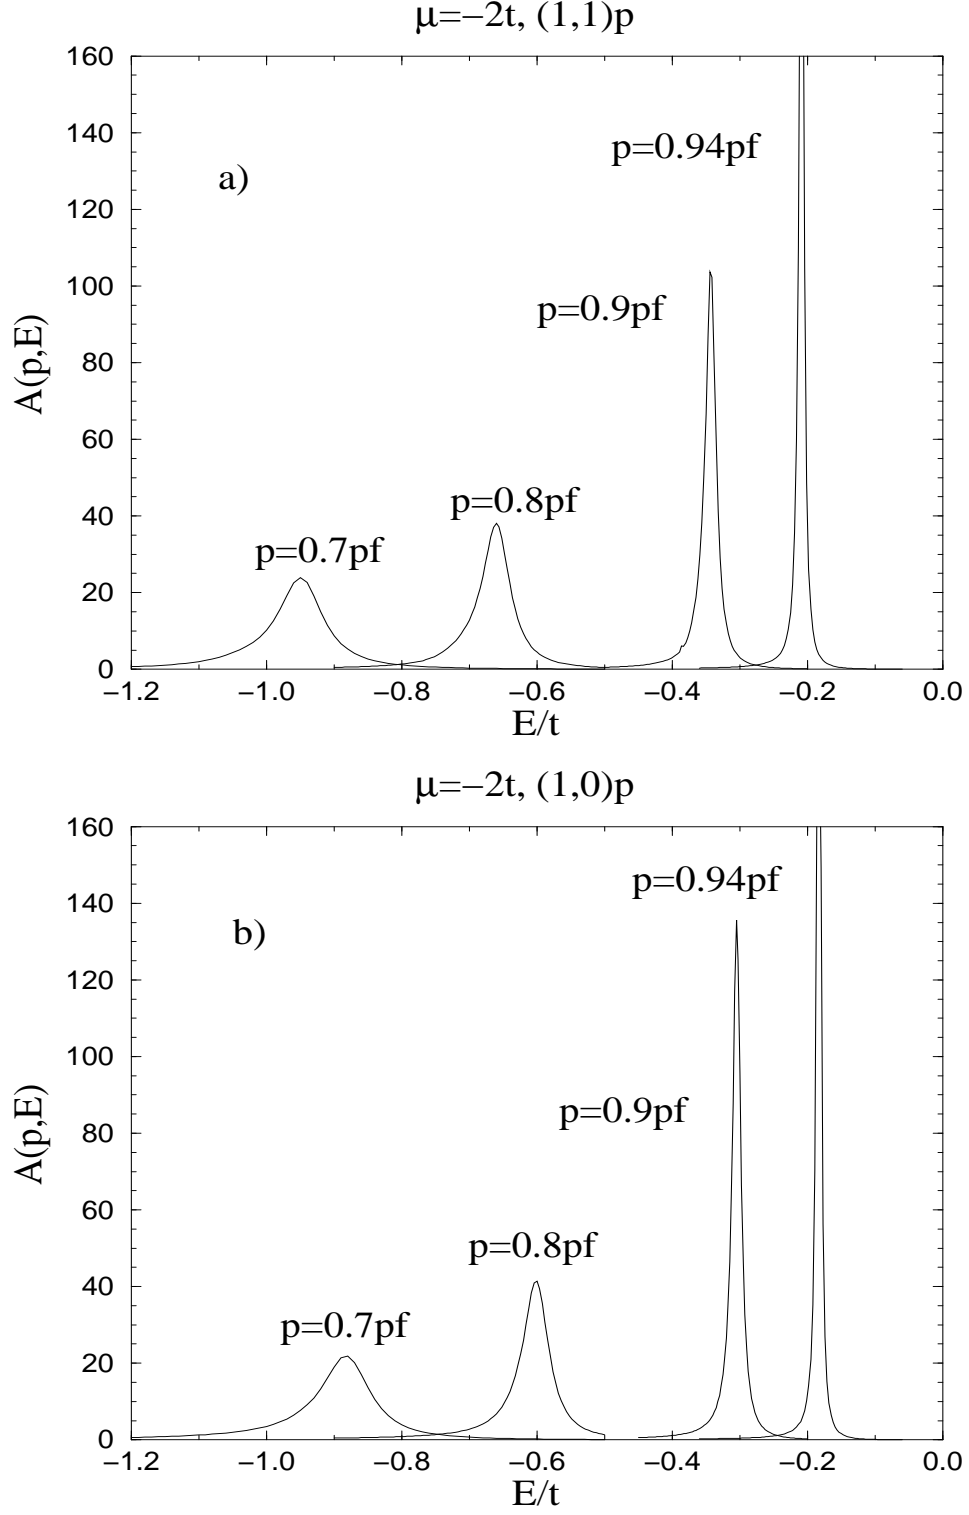 μ=−2t, (1,1)p
160
140
p=0.94pf
a)
120
100
p=0.9pf
A(p,E)
80
60
p=0.8pf
40
p=0.7pf
20
0
−1.2 −1.0 −0.8 −0.6 −0.4 −0.2 0.0
E/t
μ=−2t, (1,0)p
160
p=0.94pf
140
b)
120
100
p=0.9pf
A(p,E)
80
60
p=0.8pf
40
p=0.7pf
20
0
−1.2 −1.0 −0.8 −0.6 −0.4 −0.2 0.0
E/t